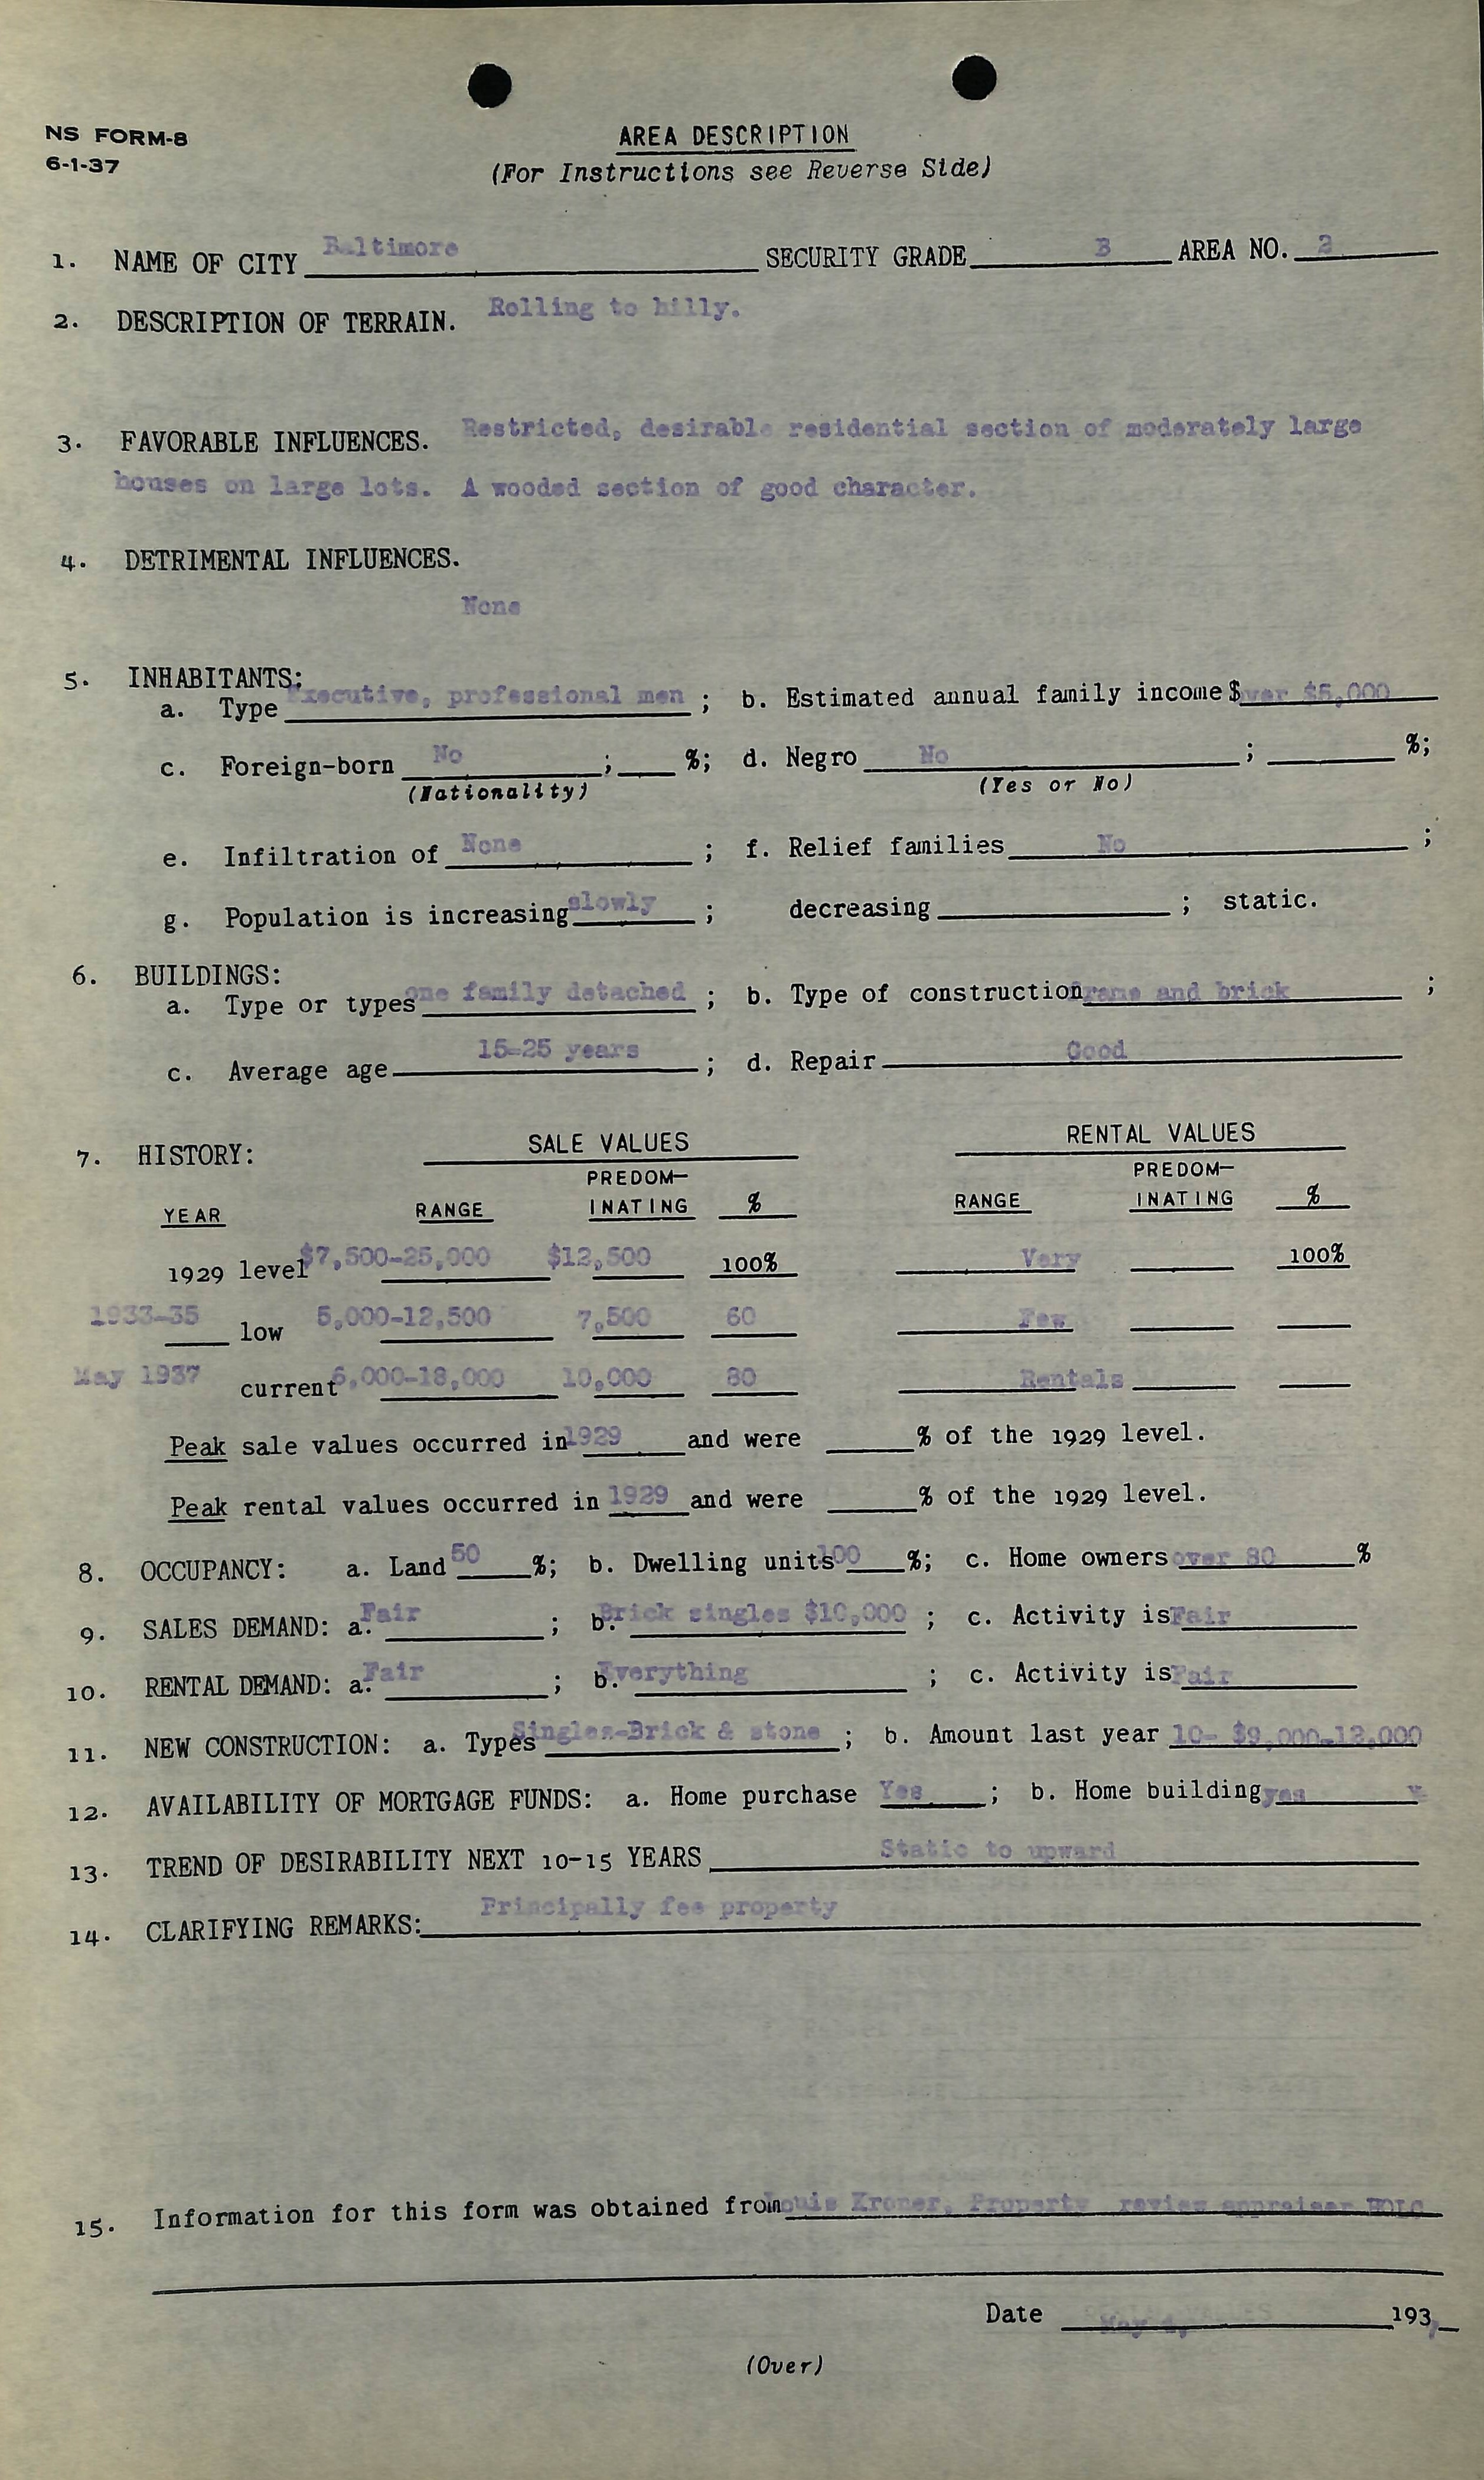 NS FORM-8
6-1-37
AREA DESCRIPTION
(For Instructions see Reverse Side)
1. NAME OF CITY Baltimore SECURITY GRADE B AREA NO. 2
2. DESCRIPTION OF TERRAIN. Rolling to hilly.
3. FAVORABLE INFLUENCES. Restricted, desirable residential section of moderately large
houses on large lots. A wooded section of good character.
4. DETRIMENTAL INFLUENCES.
None
5. INHABITANTS:
a. Type Executive, professional men ; b. Estimated annual family income $ over $5,000
c. Foreign-born No ; %; d. Negro No ; %;
(Nationality) (Yes or No)
e. Infiltration of None ; f. Relief families No ;
g. Population is increasing slowly ; decreasing ; static.
6. BUILDINGS:
a. Type or types one family detached ; b. Type of construction frame and brick ;
c. Average age 15-25 years ; d. Repair Good
7. HISTORY: SALE VALUES RENTAL VALUES
PREDOM- PREDOM-
YEAR RANGE INATING % RANGE INATING %
1929 level $7,500-25,000 $12,500 100% Very 100%
1933-35 low 5,000-12,500 7,500 60 Few
May 1937 current 6,000-18,000 10,000 80 Rentals
Peak sale values occurred in 1929 and were % of the 1929 level.
Peak rental values occurred in 1929 and were % of the 1929 level.
8. OCCUPANCY: a. Land 50 %; b. Dwelling units 100 %; c. Home owners over 80 %
9. SALES DEMAND: a. Fair ; b. Brick singles $10,000 ; c. Activity is Fair
10. RENTAL DEMAND: a. Fair ; b. Everything ; c. Activity is Fair
11. NEW CONSTRUCTION: a. Types Singles-Brick & stone ; b. Amount last year 10- $9,000-12,000
12. AVAILABILITY OF MORTGAGE FUNDS: a. Home purchase Yes ; b. Home building yes
13. TREND OF DESIRABILITY NEXT 10-15 YEARS Static to upward
14. CLARIFYING REMARKS: Principally fee property
15. Information for this form was obtained from Louis Kroner, Property review appraiser HOLC
Date May 193
(Over)